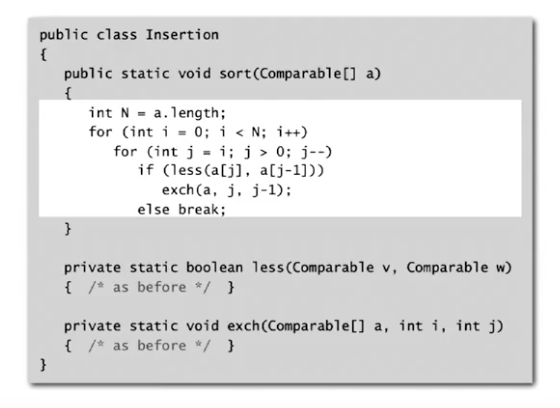 public class Insertion
{
public static void sort(Comparable[] a)
{
int N = a.length;
for (int i = 0; i < N; i++)
for (int j = i; j > 0; j--)
if (less(a[j], a[j-1]))
exch(a, j, j-1);
else break;
}
private static boolean less(Comparable v, Comparable w)
{ /* as before */ }
private static void exch(Comparable[] a, int i, int j)
{ /* as before */ }
}